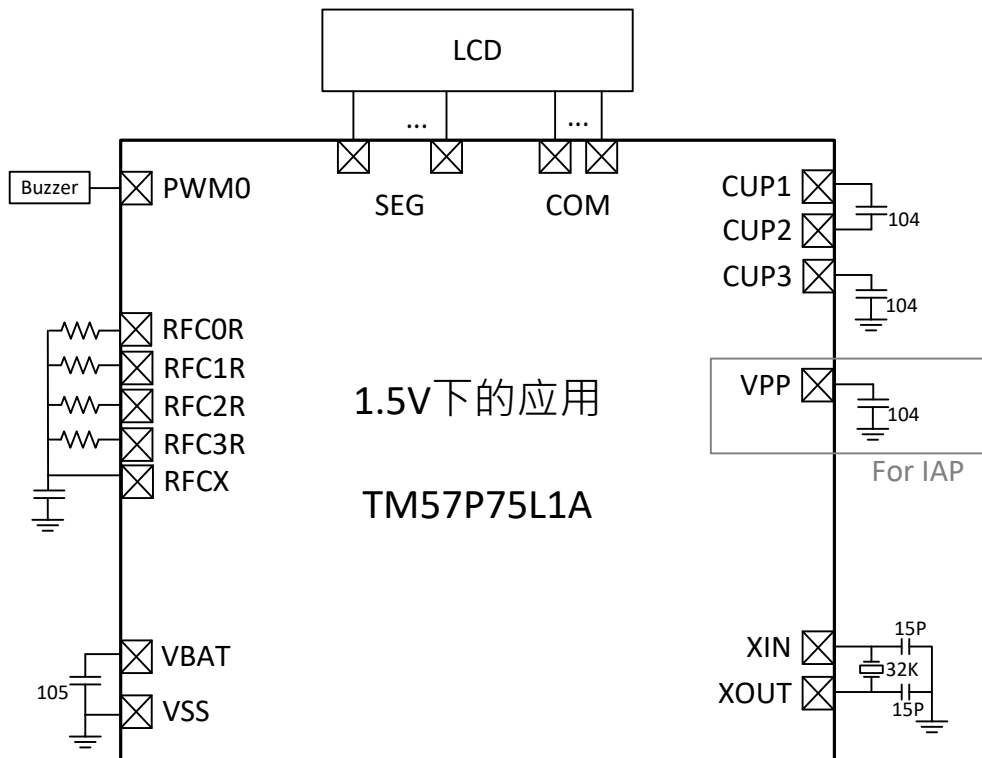 LCD
...
...
Buzzer
PWM0
SEG
COM
CUP1
104
CUP2
CUP3
104
RFC0R
RFC1R
RFC2R
RFC3R
RFCX
1.5V下的应用
TM57P75L1A
VPP
104
For IAP
VBAT
105
VSS
XIN
15P
32K
XOUT
15P